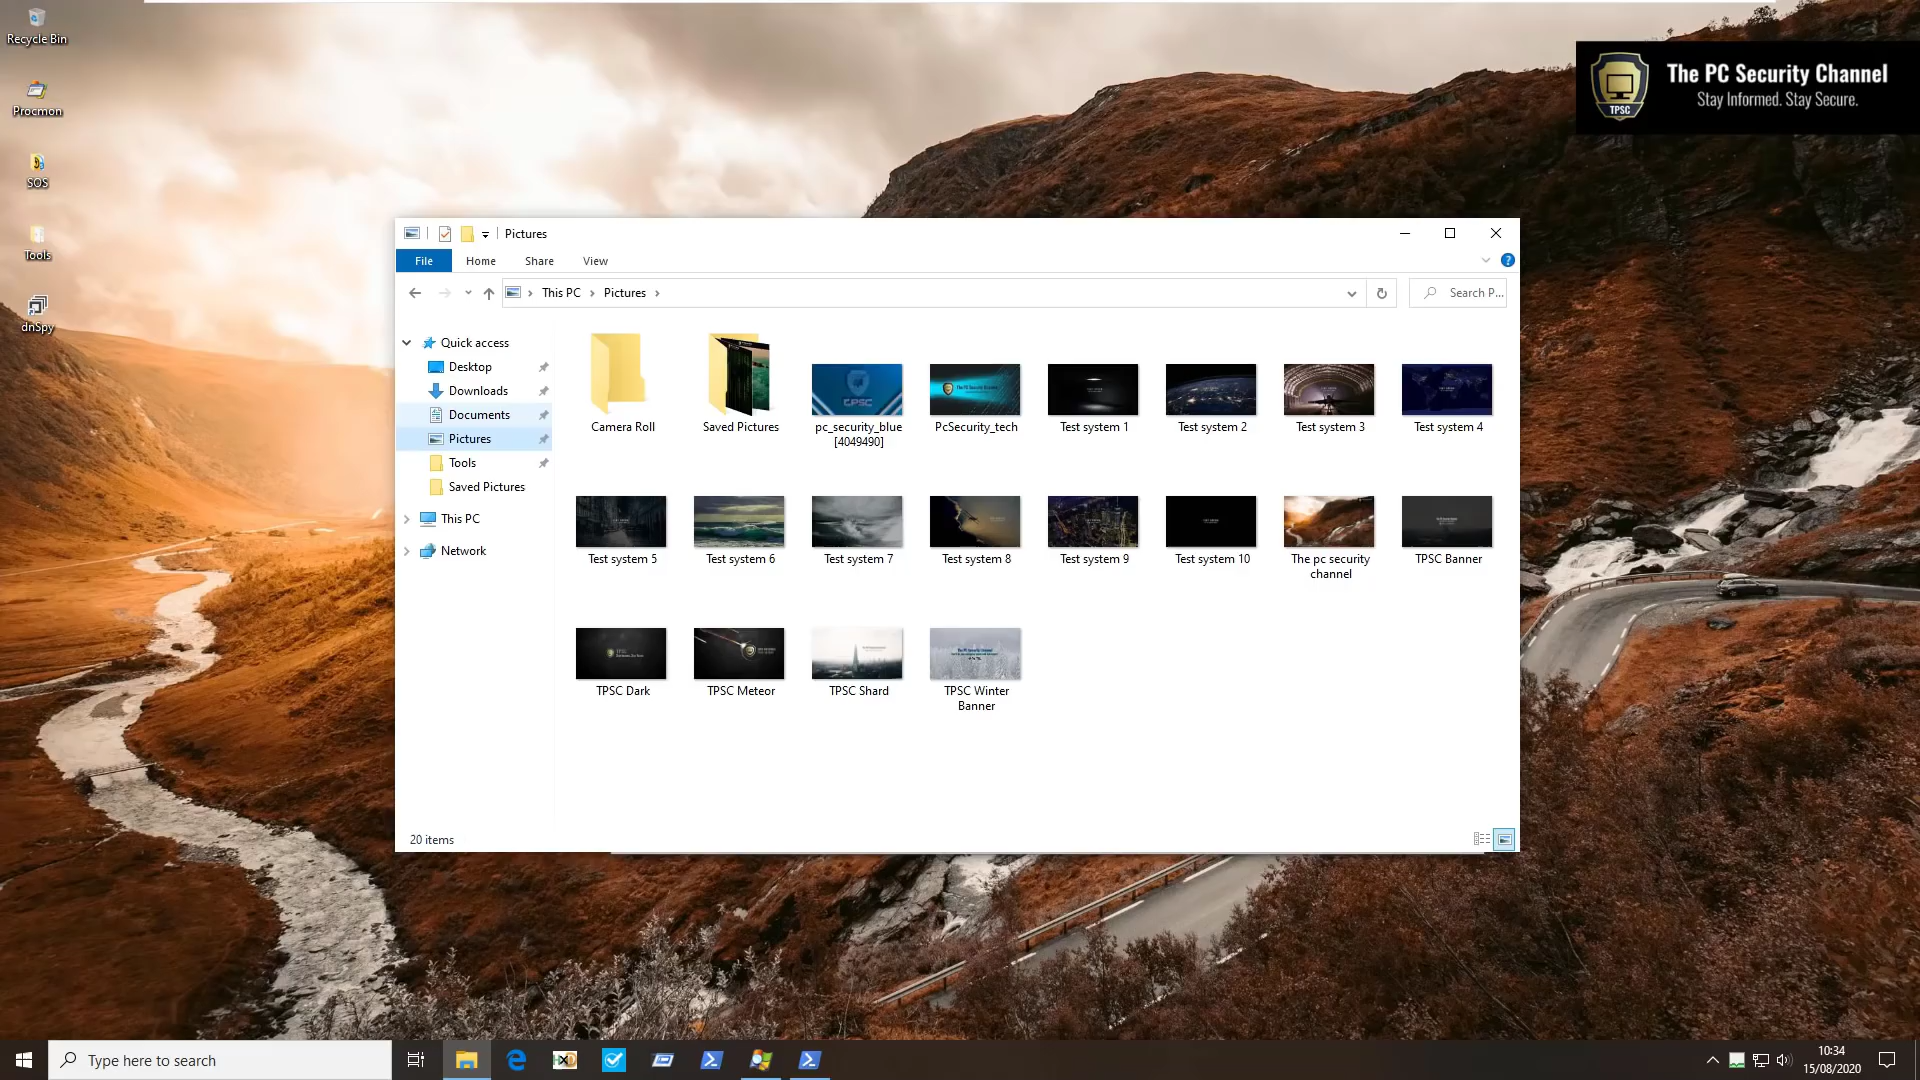 Recycle Bin
Procmon
SOS
Tools
dnSpy
The PC Security Channel
Stay Informed. Stay Secure.
TPSC
Pictures
File
Home
Share
View
This PC
Pictures
Search P...
Quick access
Desktop
Downloads
Documents
Pictures
Tools
Saved Pictures
This PC
Network
Camera Roll
Saved Pictures
pc_security_blue
[4049490]
PcSecurity_tech
Test system 1
Test system 2
Test system 3
Test system 4
Test system 5
Test system 6
Test system 7
Test system 8
Test system 9
Test system 10
The pc security
channel
TPSC Banner
TPSC Dark
TPSC Meteor
TPSC Shard
TPSC Winter
Banner
20 items
Type here to search
10:34
15/08/2020